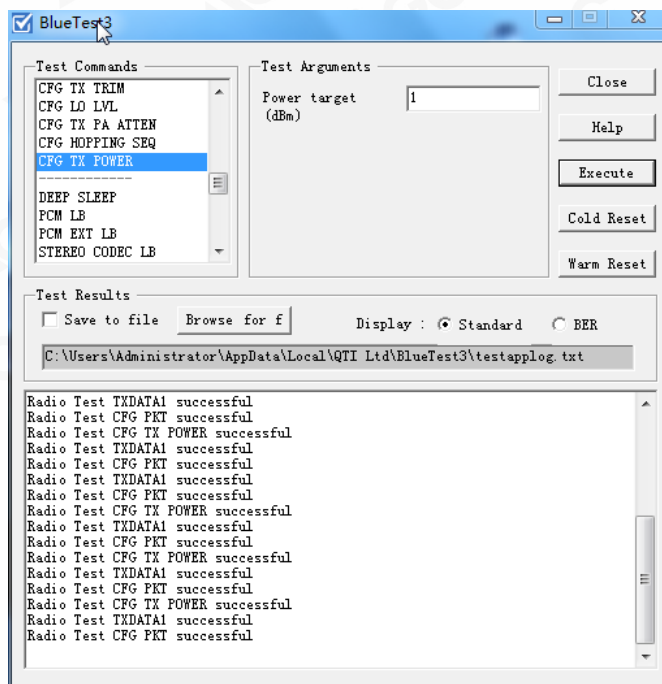 BlueTest3
Test Commands
CFG TX TRIM
CFG LO LVL
CFG TX PA ATTEN
CFG HOPPING SEQ
CFG TX POWER
------------
DEEP SLEEP
PCM LB
PCM EXT LB
STEREO CODEC LB
Test Arguments
Power target
(dBm)
1
Close
Help
Execute
Cold Reset
Warm Reset
Test Results
Save to file
Browse for f
Display :
Standard
BER
C:\Users\Administrator\AppData\Local\QTI Ltd\BlueTest3\testapplog.txt
Radio Test TXDATA1 successful
Radio Test CFG PKT successful
Radio Test CFG TX POWER successful
Radio Test TXDATA1 successful
Radio Test CFG PKT successful
Radio Test TXDATA1 successful
Radio Test CFG PKT successful
Radio Test CFG TX POWER successful
Radio Test TXDATA1 successful
Radio Test CFG PKT successful
Radio Test CFG TX POWER successful
Radio Test TXDATA1 successful
Radio Test CFG PKT successful
Radio Test CFG TX POWER successful
Radio Test TXDATA1 successful
Radio Test CFG PKT successful